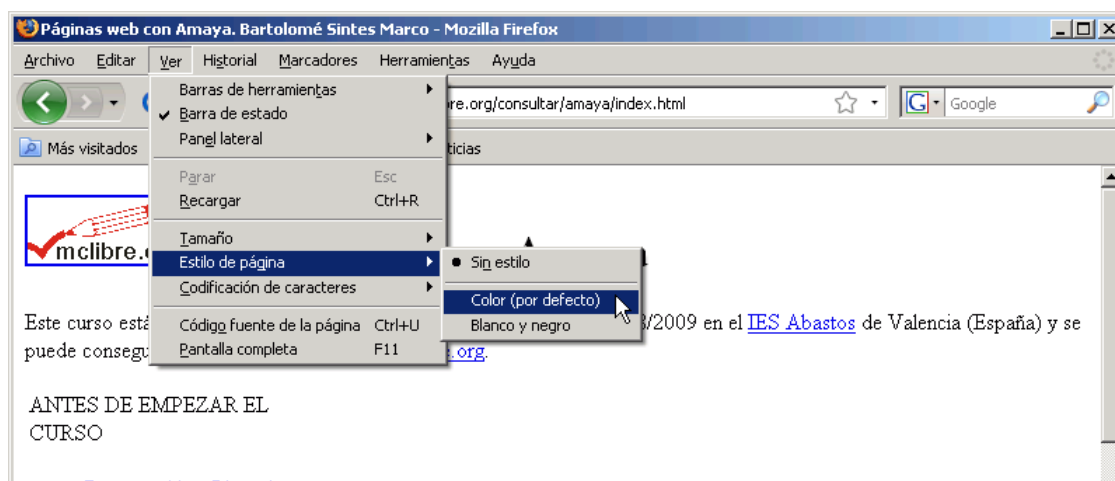 Páginas web con Amaya. Bartolomé Sintes Marco - Mozilla Firefox
Archivo Editar Ver Historial Marcadores Herramientas Ayuda
re.org/consultar/amaya/index.html Google
Más visitados ticias
Barras de herramientas
Barra de estado
Panel lateral
Parar Esc
Recargar Ctrl+R
Tamaño
Estilo de página
Codificación de caracteres
Código fuente de la página Ctrl+U
Pantalla completa F11
Sin estilo
Color (por defecto)
Blanco y negro
mclibre.
Este curso está /2009 en el IES Abastos de Valencia (España) y se
puede consegu .org.
ANTES DE EMPEZAR EL
CURSO